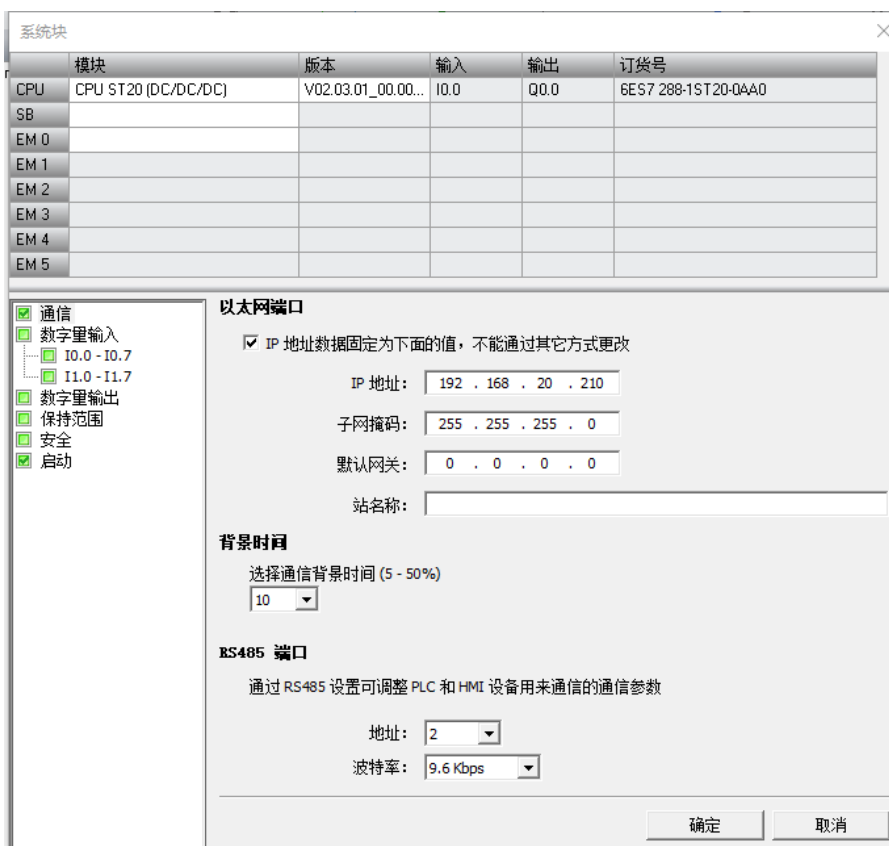 系统块
模块 版本 输入 输出 订货号
CPU CPU ST20 (DC/DC/DC) V02.03.01_00.00... I0.0 Q0.0 6ES7 288-1ST20-0AA0
SB
EM 0
EM 1
EM 2
EM 3
EM 4
EM 5
通信
数字量输入
I0.0 - I0.7
I1.0 - I1.7
数字量输出
保持范围
安全
启动
以太网端口
IP 地址数据固定为下面的值，不能通过其它方式更改
IP 地址： 192 . 168 . 20 . 210
子网掩码： 255 . 255 . 255 . 0
默认网关： 0 . 0 . 0 . 0
站名称：
背景时间
选择通信背景时间 (5 - 50%)
10
RS485 端口
通过 RS485 设置可调整 PLC 和 HMI 设备用来通信的通信参数
地址： 2
波特率： 9.6 Kbps
确定 取消